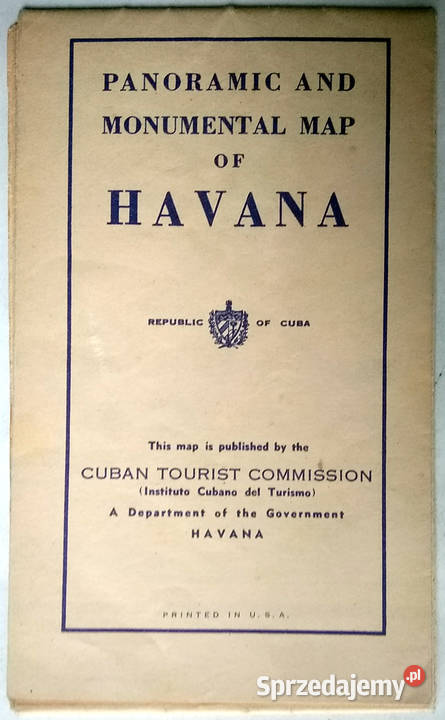 PANORAMIC AND
MONUMENTAL MAP
OF
HAVANA
REPUBLIC OF CUBA
This map is published by the
CUBAN TOURIST COMMISSION
(Instituto Cubano del Turismo)
A Department of the Government
HAVANA
PRINTED IN U.S.A.
Sprzedajemy.pl